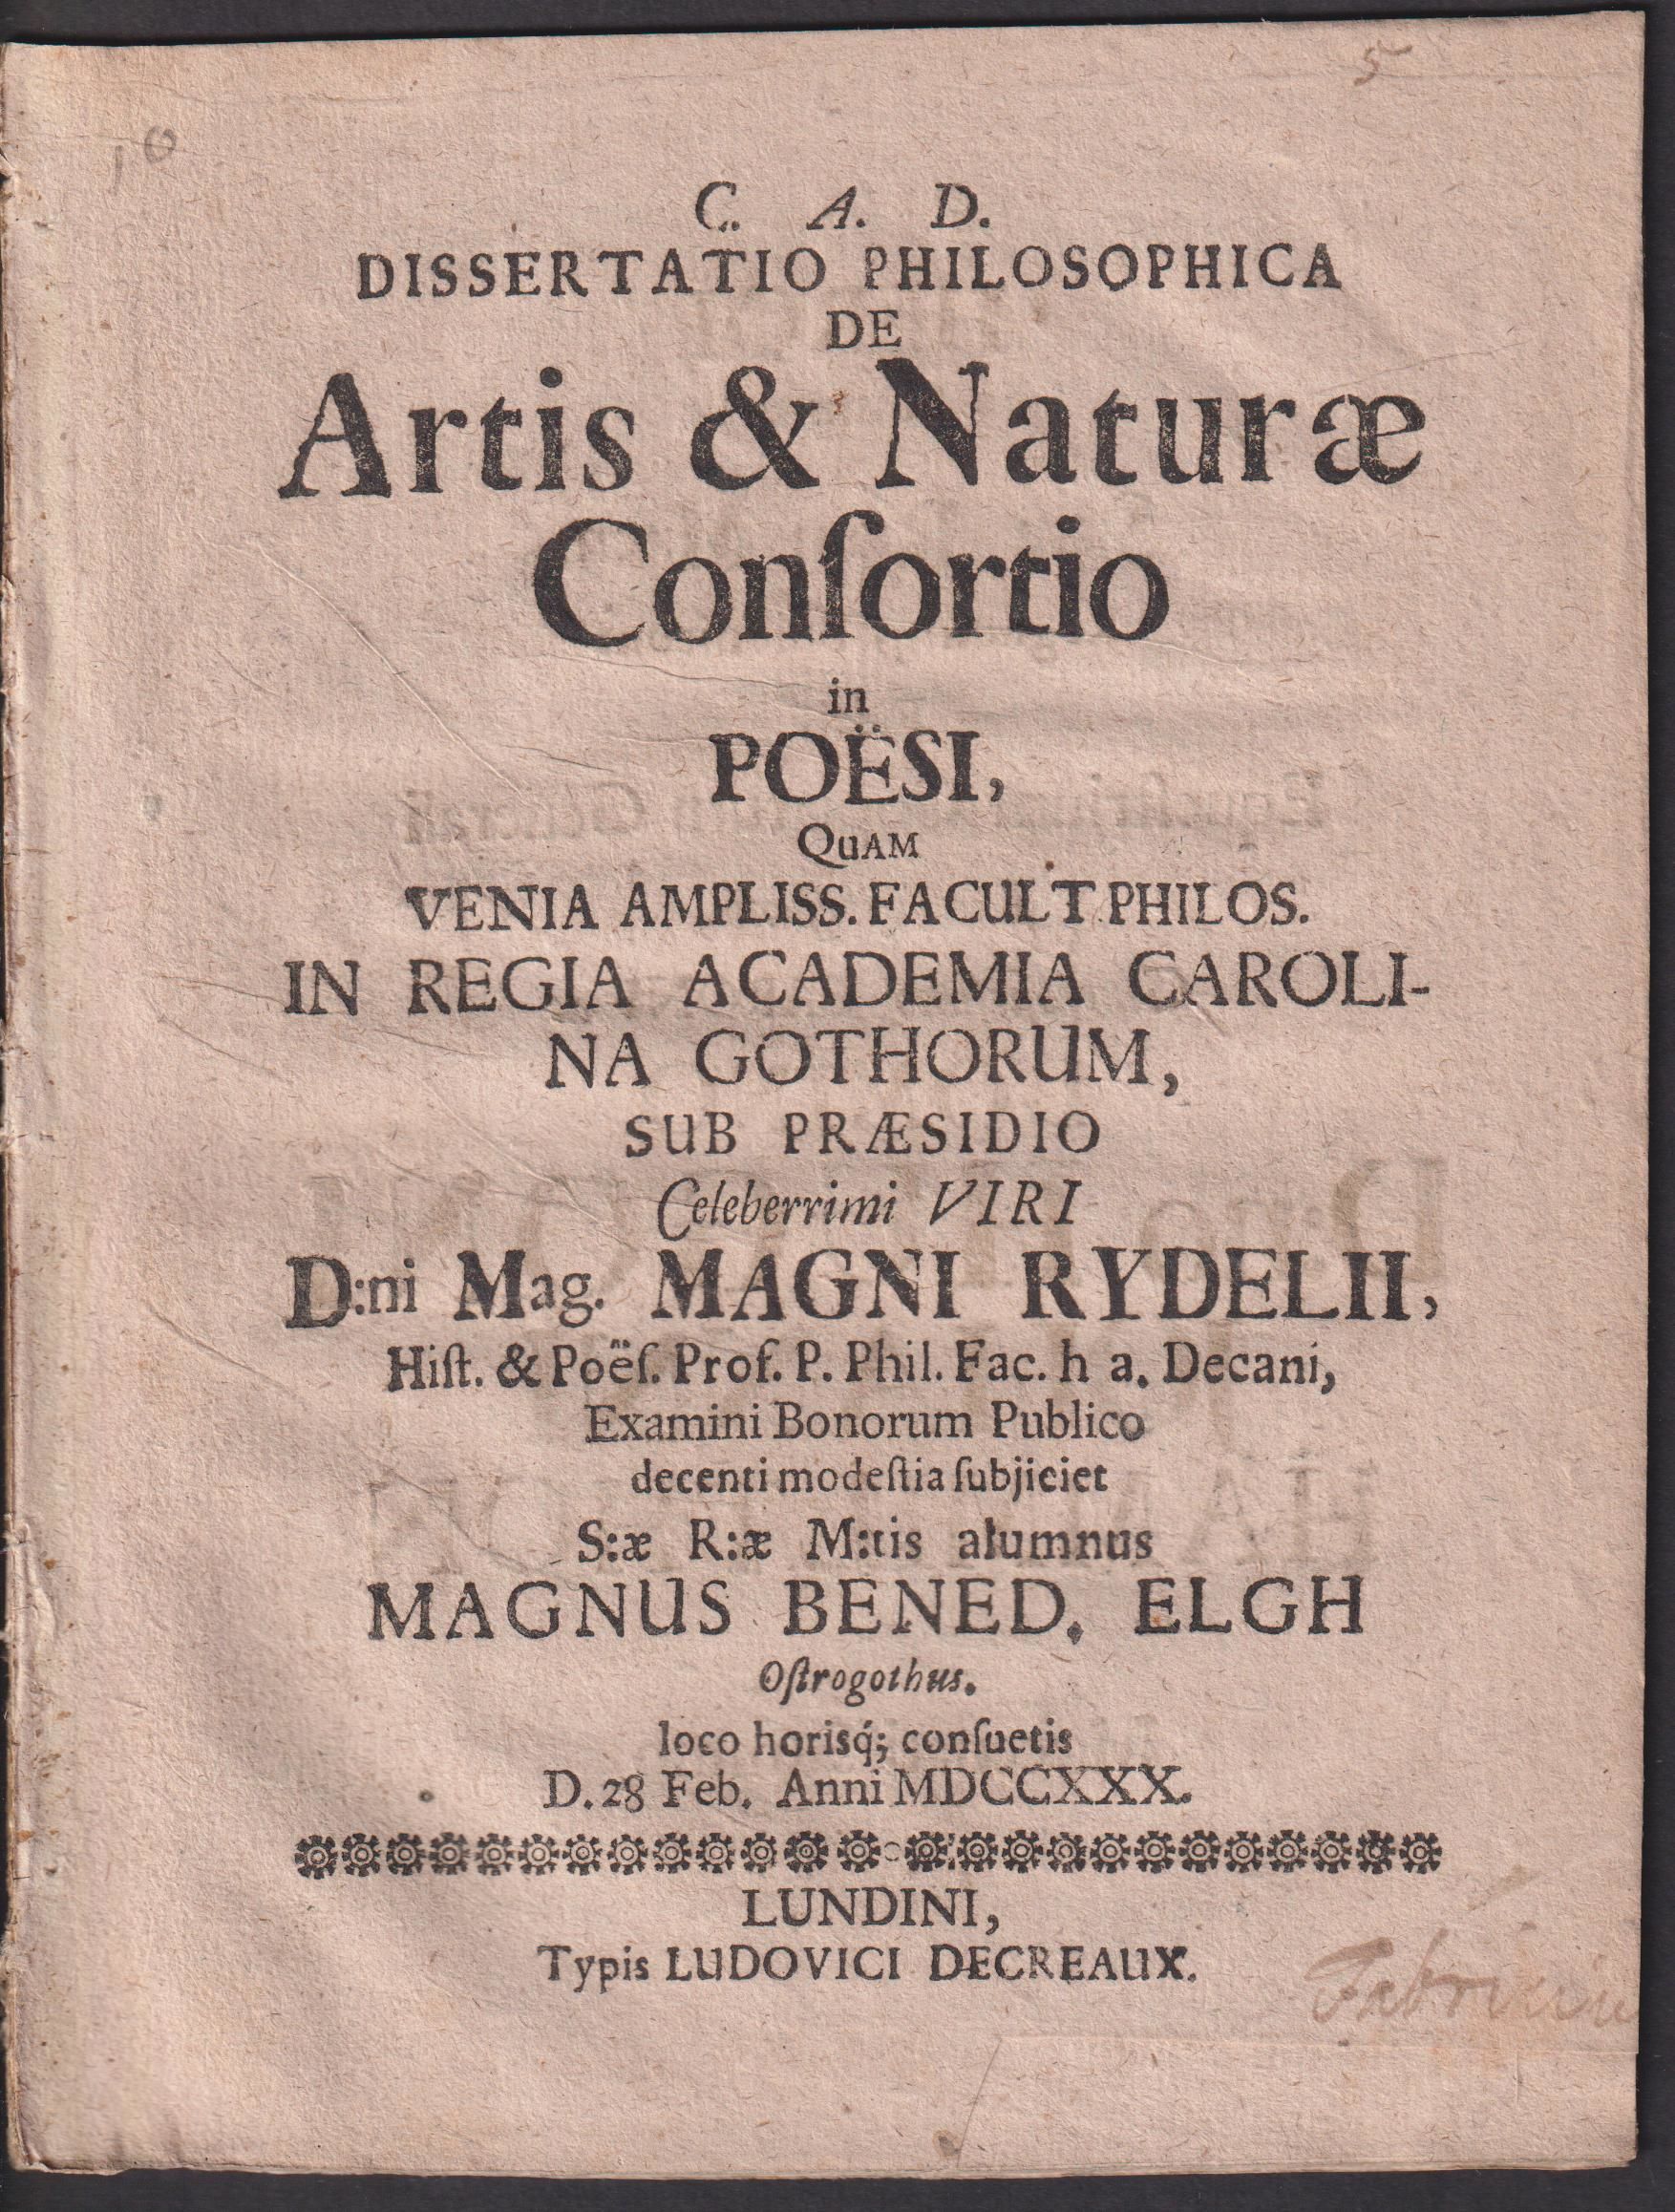 5
10
C. A. D.
DISSERTATIO PHILOSOPHICA
DE
Artis & Naturæ
Conſortio
in
POËSI,
QuAM
VENIA AMPLISS. FACULT. PHILOS.
IN REGIA ACADEMIA CAROLI-
NA GOTHORUM,
SUB PRÆSIDIO
Celeberrimi VIRI
D:ni Mag. MAGNI RYDELII,
Hiſt. & Poëſ. Prof. P. Phil. Fac. h a. Decani,
Examini Bonorum Publico
decenti modeſtia ſubjiciet
S:æ R:æ M:tis alumnus
MAGNUS BENED. ELGH
Oſtrogothus.
loco horisq́; conſuetis
D. 28 Feb. Anni MDCCXXX.
LUNDINI,
Typis LUDOVICI DECREAUX.